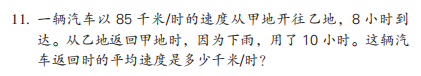 11. 一辆汽车以 85 千米/时的速度从甲地开往乙地，8 小时到
达。从乙地返回甲地时，因为下雨，用了 10 小时。这辆汽
车返回时的平均速度是多少千米/时？